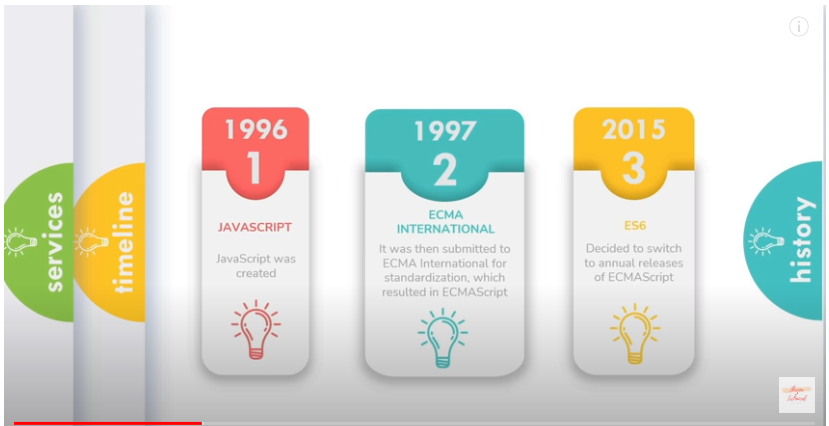 services
timeline
1996
1
JAVASCRIPT
JavaScript was
created
1997
2
ECMA
INTERNATIONAL
It was then submitted to
ECMA International for
standardization, which
resulted in ECMAScript
2015
3
ES6
Decided to switch
to annual releases
of ECMAScript
history